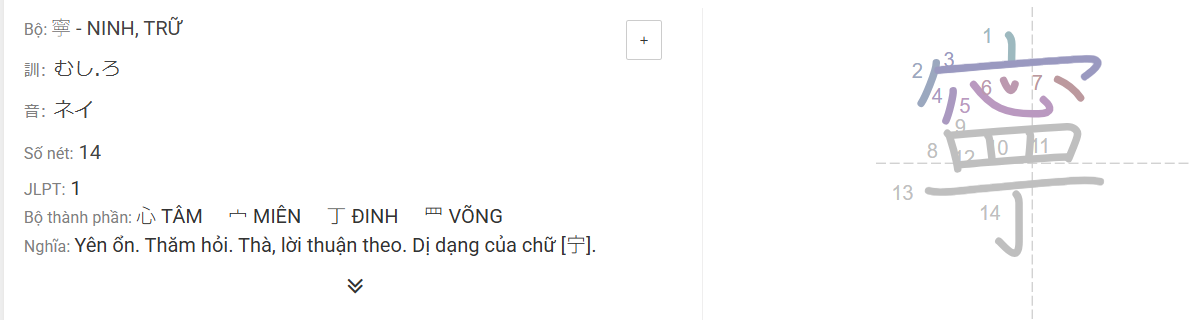 Bộ: 寧 - NINH, TRỮ
+
訓: むし.ろ
音: ネイ
Số nét: 14
JLPT: 1
Bộ thành phần: 心 TÂM 宀 MIÊN 丁 ĐINH 罒 VÕNG
Nghĩa: Yên ổn. Thăm hỏi. Thà, lời thuận theo. Dị dạng của chữ [宁].
1
2 3
4 5 6 7
9
8 12 0 11
13
14